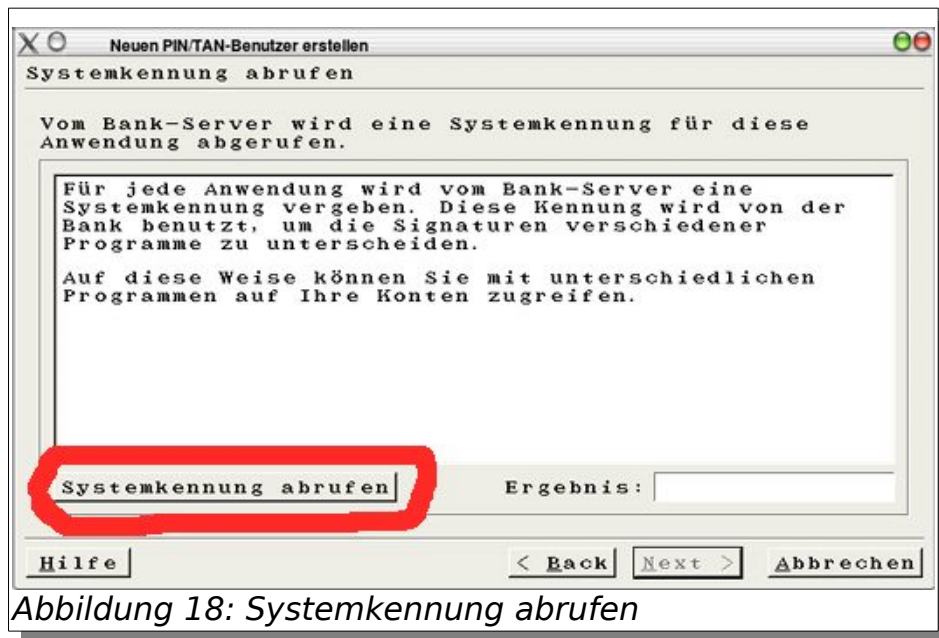 Neuen PIN/TAN-Benutzer erstellen
Systemkennung abrufen
Vom Bank-Server wird eine Systemkennung für diese
Anwendung abgerufen.
Für jede Anwendung wird vom Bank-Server eine
Systemkennung vergeben. Diese Kennung wird von der
Bank benutzt, um die Signaturen verschiedener
Programme zu unterscheiden.
Auf diese Weise können Sie mit unterschiedlichen
Programmen auf Ihre Konten zugreifen.
Systemkennung abrufen Ergebnis:
Hilfe < Back Next > Abbrechen
Abbildung 18: Systemkennung abrufen